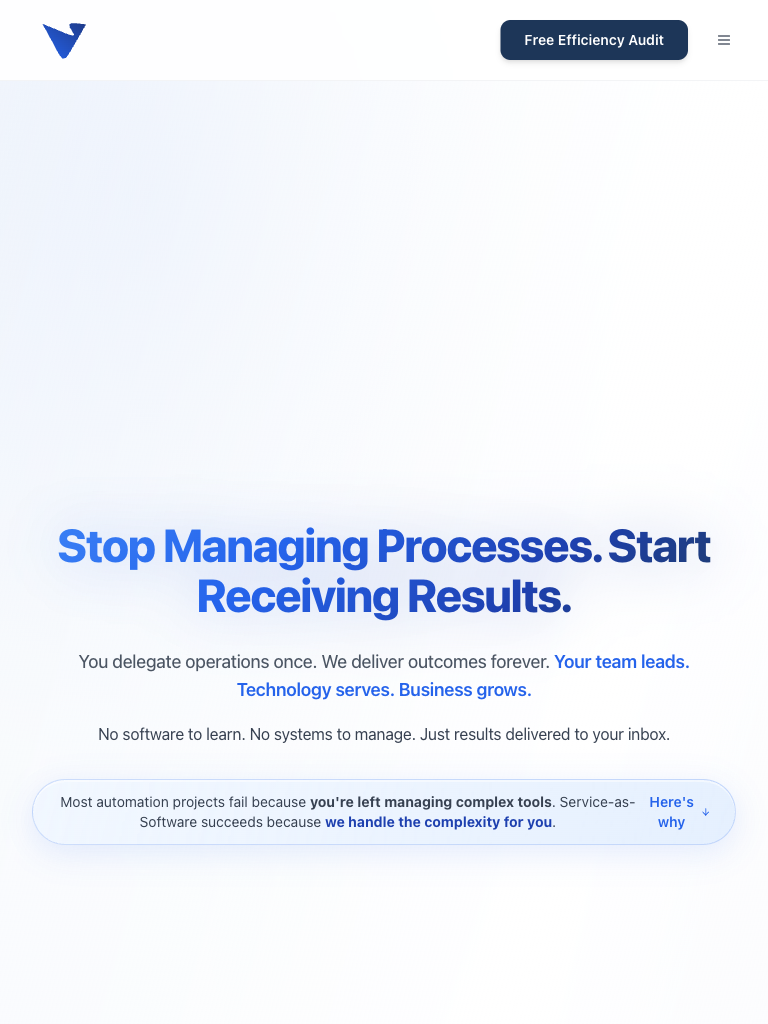 Free Efficiency Audit
Stop Managing Processes. Start
Receiving Results.
You delegate operations once. We deliver outcomes forever. Your team leads.
Technology serves. Business grows.
No software to learn. No systems to manage. Just results delivered to your inbox.
Most automation projects fail because you're left managing complex tools. Service-as-
Software succeeds because we handle the complexity for you.
Here's
why ↓